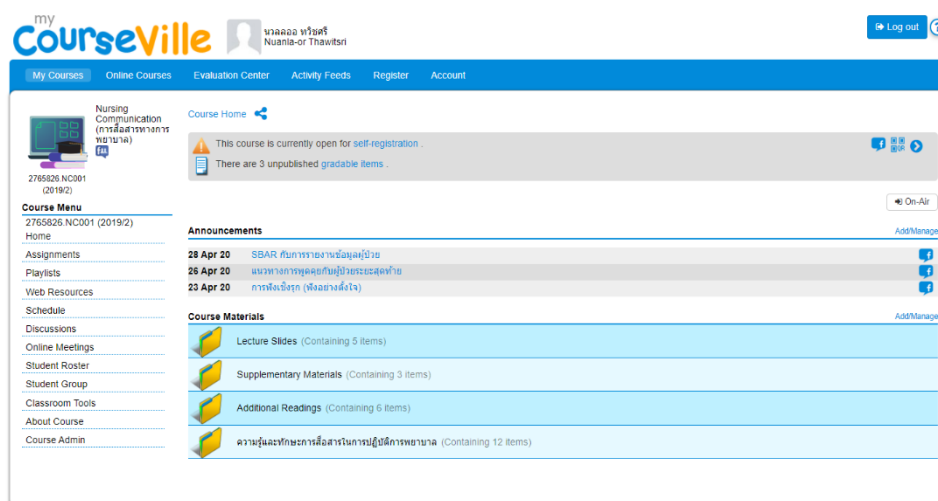 my
CourseVille
นวลลออ ทวิชศรี
Nuanla-or Thawitsri
Log out
My Courses Online Courses Evaluation Center Activity Feeds Register Account
Nursing
Communication
(การสื่อสารทางการ
พยาบาล)
2765826.NC001
(2019/2)
Course Home
This course is currently open for self-registration .
There are 3 unpublished gradable items .
On-Air
Course Menu
2765826.NC001 (2019/2)
Home
Assignments
Playlists
Web Resources
Schedule
Discussions
Online Meetings
Student Roster
Student Group
Classroom Tools
About Course
Course Admin
Announcements Add/Manage
28 Apr 20 SBAR กับการรายงานข้อมูลผู้ป่วย
26 Apr 20 แนวทางการพูดคุยกับผู้ป่วยระยะสุดท้าย
23 Apr 20 การฟังเชิงรุก (ฟังอย่างตั้งใจ)
Course Materials Add/Manage
Lecture Slides (Containing 5 items)
Supplementary Materials (Containing 3 items)
Additional Readings (Containing 6 items)
ความรู้และทักษะการสื่อสารในการปฏิบัติการพยาบาล (Containing 12 items)